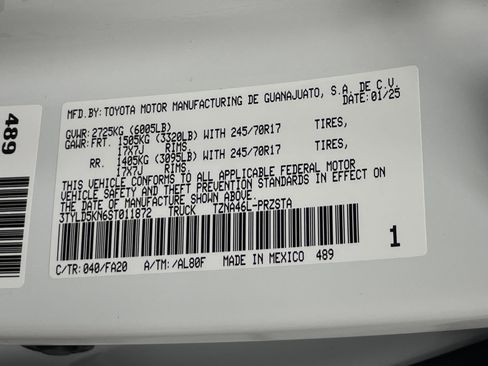 489
MFD.BY: TOYOTA MOTOR MANUFACTURING DE GUANAJUATO, S.A. DE C.V.
DATE: 01/25
GVWR: 2725KG (6005LB)
GAWR: FRT. 1505KG (3320LB) WITH 245/70R17 TIRES,
17X7J RIMS
RR. 1405KG (3095LB) WITH 245/70R17 TIRES,
17X7J RIMS
THIS VEHICLE CONFORMS TO ALL APPLICABLE FEDERAL MOTOR
VEHICLE SAFETY AND THEFT PREVENTION STANDARDS IN EFFECT ON
THE DATE OF MANUFACTURE SHOWN ABOVE.
3TYLD5KN6ST011872 TRUCK TZNA46L-PRZSTA
1
C/TR: 040/FA20 A/TM: /AL80F MADE IN MEXICO 489